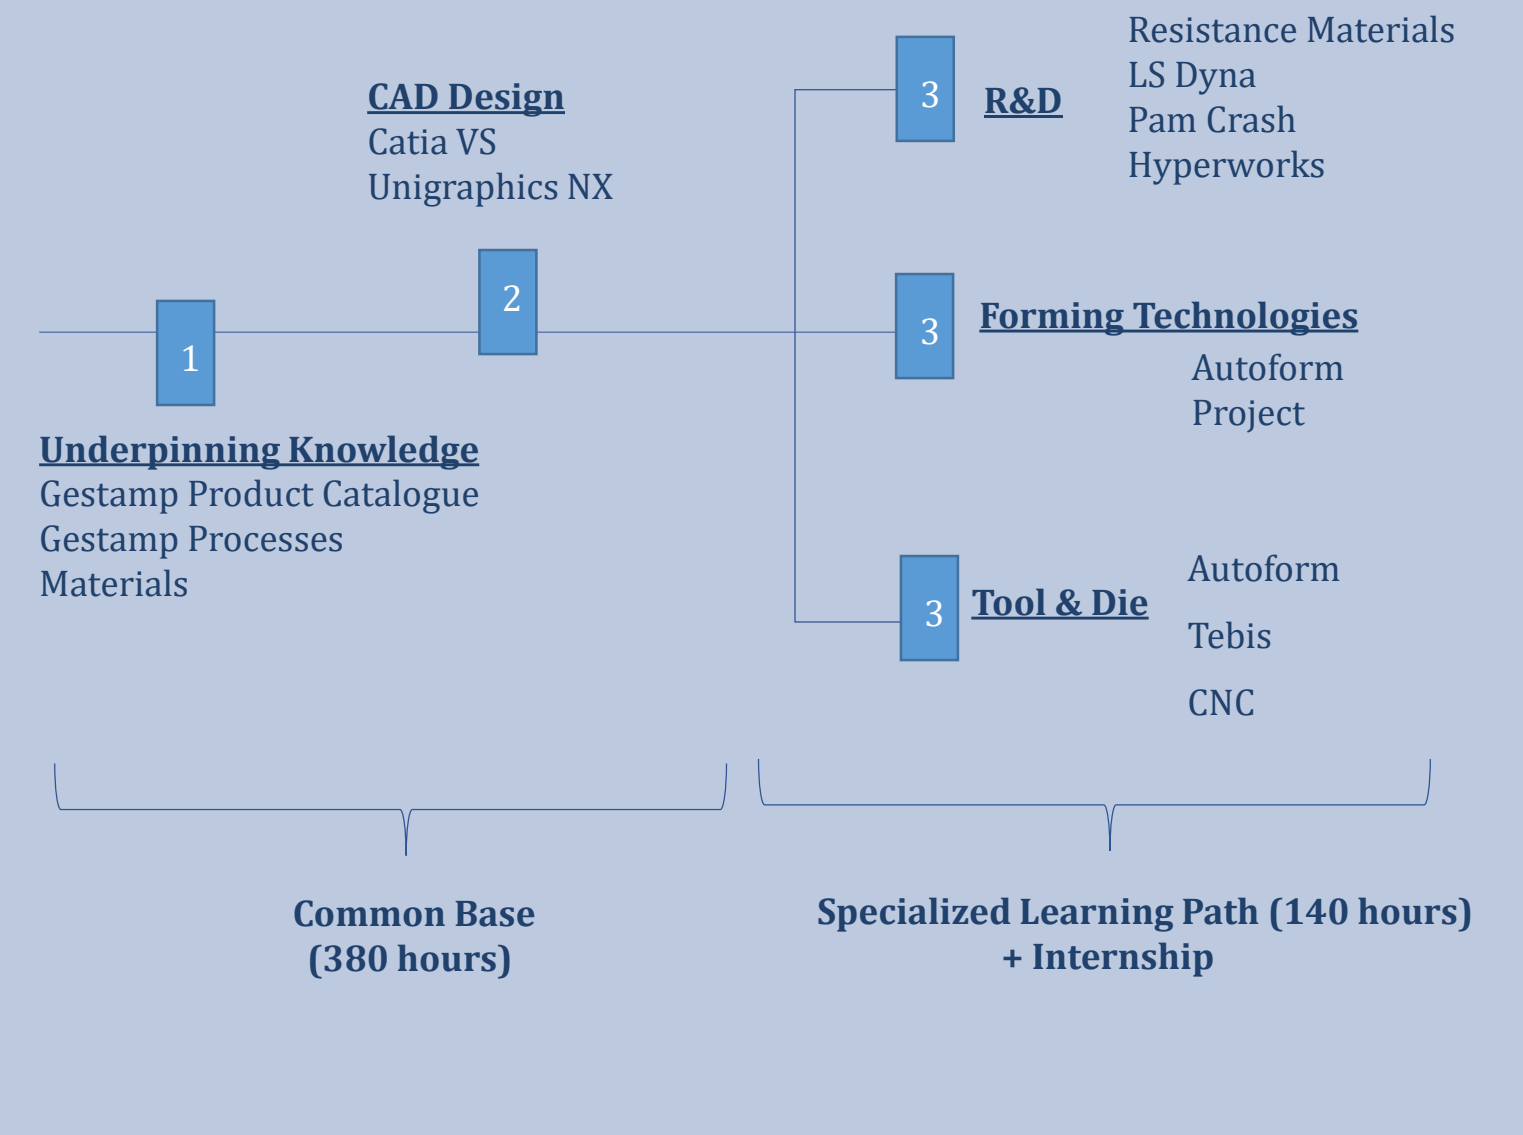 CAD Design
Catia VS
Unigraphics NX
2
1
Underpinning Knowledge
Gestamp Product Catalogue
Gestamp Processes
Materials
3
R&D
Resistance Materials
LS Dyna
Pam Crash
Hyperworks
3
Forming Technologies
Autoform
Project
3
Tool & Die
Autoform
Tebis
CNC
Common Base
(380 hours)
Specialized Learning Path (140 hours)
+ Internship